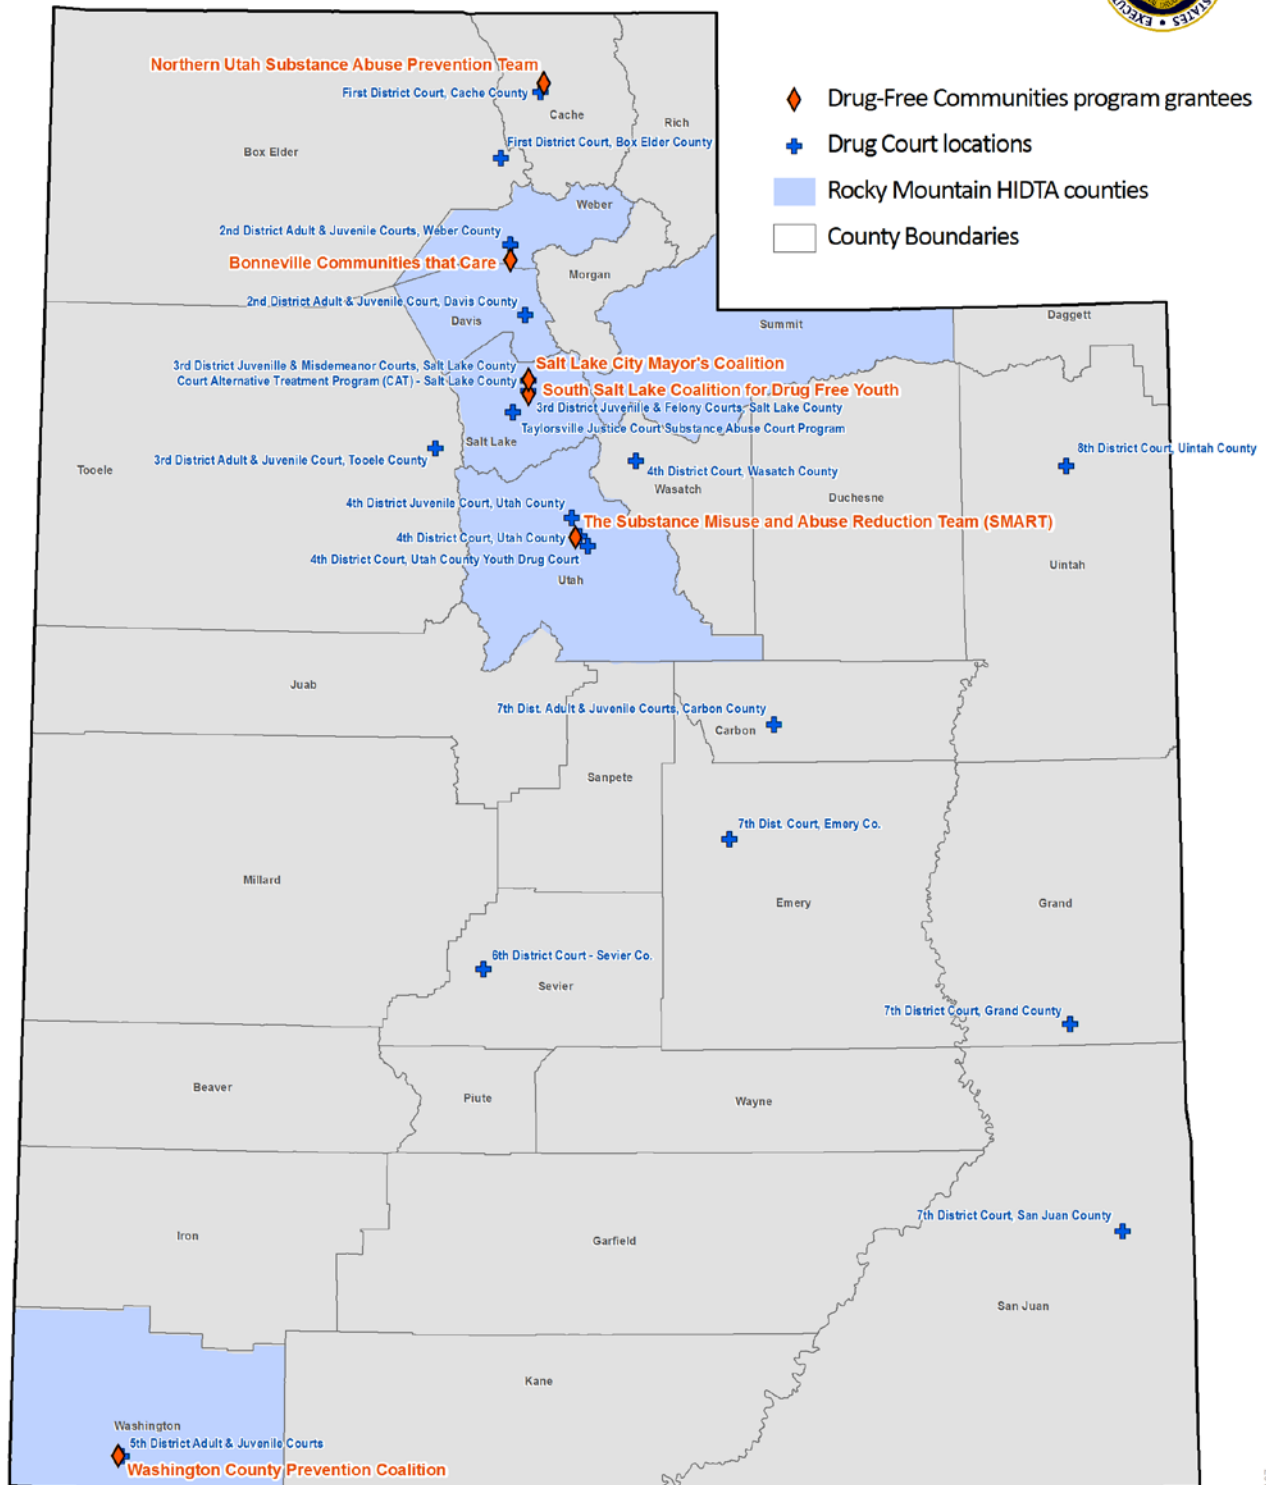 STATES • EXECU
Drug-Free Communities program grantees
Drug Court locations
Rocky Mountain HIDTA counties
County Boundaries
Northern Utah Substance Abuse Prevention Team
First District Court, Cache County
Cache
Rich
Box Elder
First District Court, Box Elder County
Weber
2nd District Adult & Juvenile Courts, Weber County
Bonneville Communities that Care
Morgan
2nd District Adult & Juvenile Court, Davis County
Davis
Summit
Daggett
3rd District Juvenille & Misdemeanor Courts, Salt Lake County
Salt Lake City Mayor's Coalition
Court Alternative Treatment Program (CAT) - Salt Lake County
South Salt Lake Coalition for Drug Free Youth
3rd District Juvenille & Felony Courts, Salt Lake County
Taylorsville Justice Court Substance Abuse Court Program
Salt Lake
3rd District Adult & Juvenile Court, Tooele County
Tooele
8th District Court, Uintah County
4th District Court, Wasatch County
Wasatch
Duchesne
4th District Juvenile Court, Utah County
The Substance Misuse and Abuse Reduction Team (SMART)
4th District Court, Utah County
4th District Court, Utah County Youth Drug Court
Utah
Uintah
Juab
7th Dist. Adult & Juvenile Courts, Carbon County
Carbon
Sanpete
7th Dist. Court, Emery Co.
Millard
Emery
Grand
6th District Court - Sevier Co.
Sevier
7th District Court, Grand County
Beaver
Piute
Wayne
7th District Court, San Juan County
Iron
Garfield
San Juan
Kane
Washington
5th District Adult & Juvenile Courts
Washington County Prevention Coalition